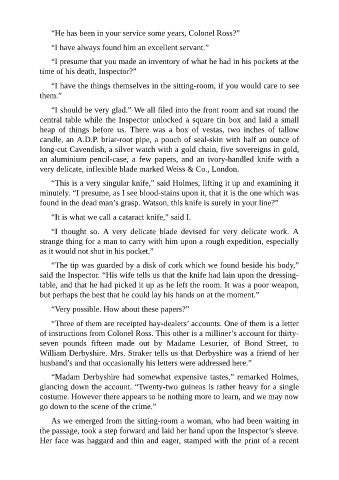 “He has been in your service some years, Colonel Ross?”
“I have always found him an excellent servant.”
“I presume that you made an inventory of what he had in his pockets at the
time of his death, Inspector?”
“I have the things themselves in the sitting-room, if you would care to see
them.”
“I should be very glad.” We all filed into the front room and sat round the
central table while the Inspector unlocked a square tin box and laid a small
heap of things before us. There was a box of vestas, two inches of tallow
candle, an A.D.P. briar-root pipe, a pouch of seal-skin with half an ounce of
long-cut Cavendish, a silver watch with a gold chain, five sovereigns in gold,
an aluminium pencil-case, a few papers, and an ivory-handled knife with a
very delicate, inflexible blade marked Weiss & Co., London.
“This is a very singular knife,” said Holmes, lifting it up and examining it
minutely. “I presume, as I see blood-stains upon it, that it is the one which was
found in the dead man’s grasp. Watson, this knife is surely in your line?”
“It is what we call a cataract knife,” said I.
“I thought so. A very delicate blade devised for very delicate work. A
strange thing for a man to carry with him upon a rough expedition, especially
as it would not shut in his pocket.”
“The tip was guarded by a disk of cork which we found beside his body,”
said the Inspector. “His wife tells us that the knife had lain upon the dressing-
table, and that he had picked it up as he left the room. It was a poor weapon,
but perhaps the best that he could lay his hands on at the moment.”
“Very possible. How about these papers?”
“Three of them are receipted hay-dealers’ accounts. One of them is a letter
of instructions from Colonel Ross. This other is a milliner’s account for thirty-
seven pounds fifteen made out by Madame Lesurier, of Bond Street, to
William Derbyshire. Mrs. Straker tells us that Derbyshire was a friend of her
husband’s and that occasionally his letters were addressed here.”
“Madam Derbyshire had somewhat expensive tastes,” remarked Holmes,
glancing down the account. “Twenty-two guineas is rather heavy for a single
costume. However there appears to be nothing more to learn, and we may now
go down to the scene of the crime.”
As we emerged from the sitting-room a woman, who had been waiting in
the passage, took a step forward and laid her hand upon the Inspector’s sleeve.
Her face was haggard and thin and eager, stamped with the print of a recent